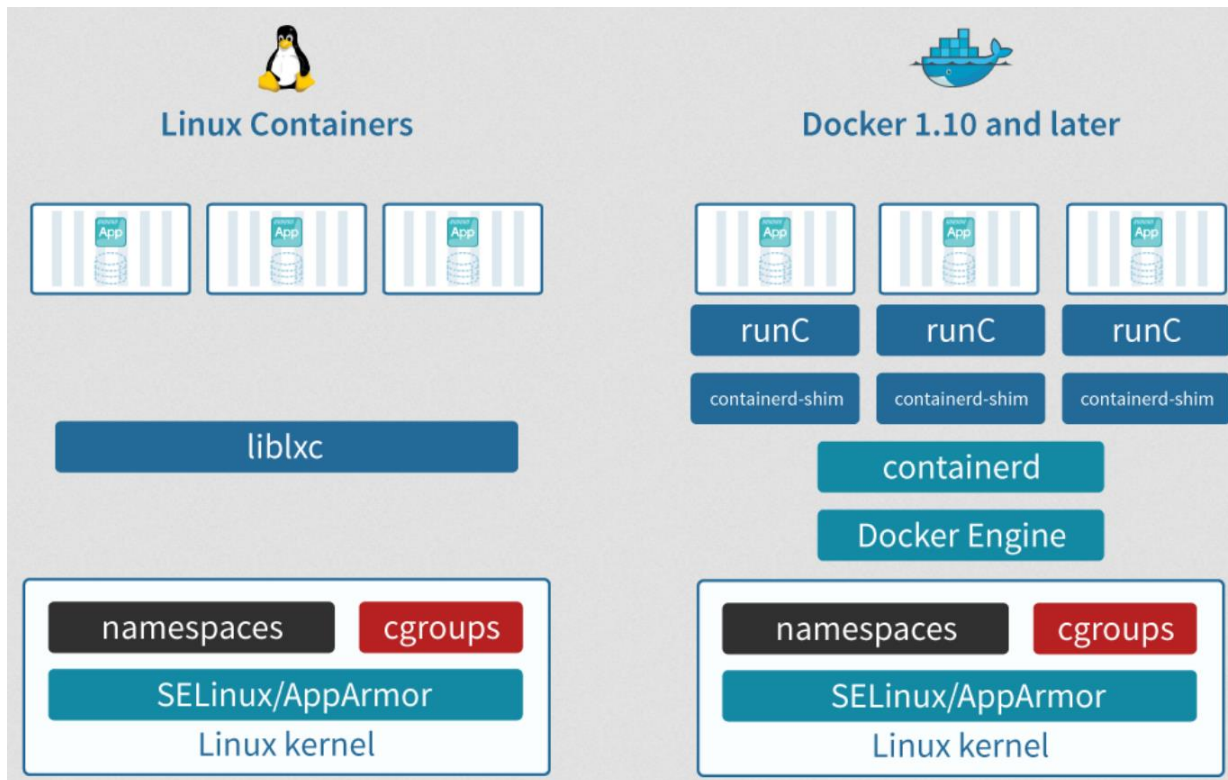 Linux Containers
App
App
App
liblxc
namespaces
cgroups
SELinux/AppArmor
Linux kernel
Docker 1.10 and later
App
App
App
runC
runC
runC
containerd-shim
containerd-shim
containerd-shim
containerd
Docker Engine
namespaces
cgroups
SELinux/AppArmor
Linux kernel